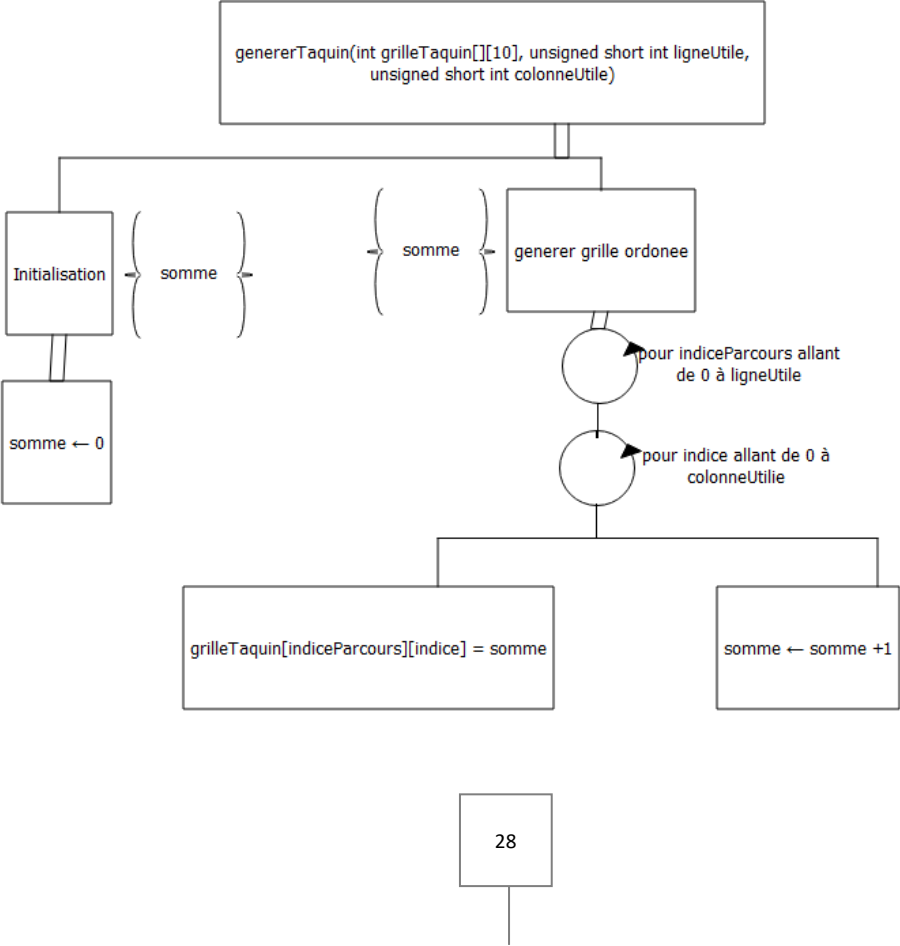 genererTaquin(int grilleTaquin[][10], unsigned short int ligneUtile,
unsigned short int colonneUtile)
Initialisation
somme
somme
generer grille ordonee
pour indiceParcours allant
de 0 à ligneUtile
somme ← 0
pour indice allant de 0 à
colonneUtilie
grilleTaquin[indiceParcours][indice] = somme
somme ← somme +1
28